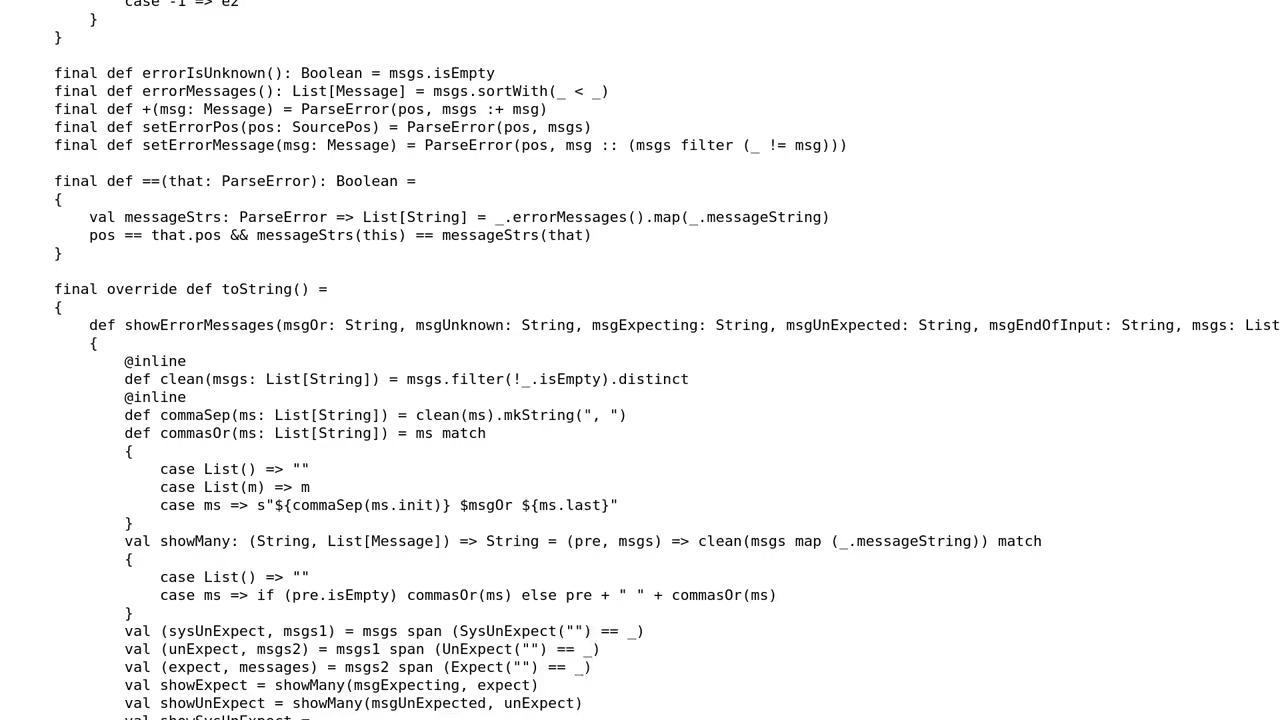 case -1 => e2
}
}
final def errorIsUnknown(): Boolean = msgs.isEmpty
final def errorMessages(): List[Message] = msgs.sortWith(_ < _)
final def +(msg: Message) = ParseError(pos, msgs :+ msg)
final def setErrorPos(pos: SourcePos) = ParseError(pos, msgs)
final def setErrorMessage(msg: Message) = ParseError(pos, msg :: (msgs filter (_ != msg)))
final def ==(that: ParseError): Boolean =
{
val messageStrs: ParseError => List[String] = _.errorMessages().map(_.messageString)
pos == that.pos && messageStrs(this) == messageStrs(that)
}
final override def toString() =
{
def showErrorMessages(msgOr: String, msgUnknown: String, msgExpecting: String, msgUnExpected: String, msgEndOfInput: String, msgs: List
{
@inline
def clean(msgs: List[String]) = msgs.filter(!_.isEmpty).distinct
@inline
def commaSep(ms: List[String]) = clean(ms).mkString(", ")
def commasOr(ms: List[String]) = ms match
{
case List() => ""
case List(m) => m
case ms => s"${commaSep(ms.init)} $msgOr ${ms.last}"
}
val showMany: (String, List[Message]) => String = (pre, msgs) => clean(msgs map (_.messageString)) match
{
case List() => ""
case ms => if (pre.isEmpty) commasOr(ms) else pre + " " + commasOr(ms)
}
val (sysUnExpect, msgs1) = msgs span (SysUnExpect("") == _)
val (unExpect, msgs2) = msgs1 span (UnExpect("") == _)
val (expect, messages) = msgs2 span (Expect("") == _)
val showExpect = showMany(msgExpecting, expect)
val showUnExpect = showMany(msgUnExpected, unExpect)
val showSysUnExpect =